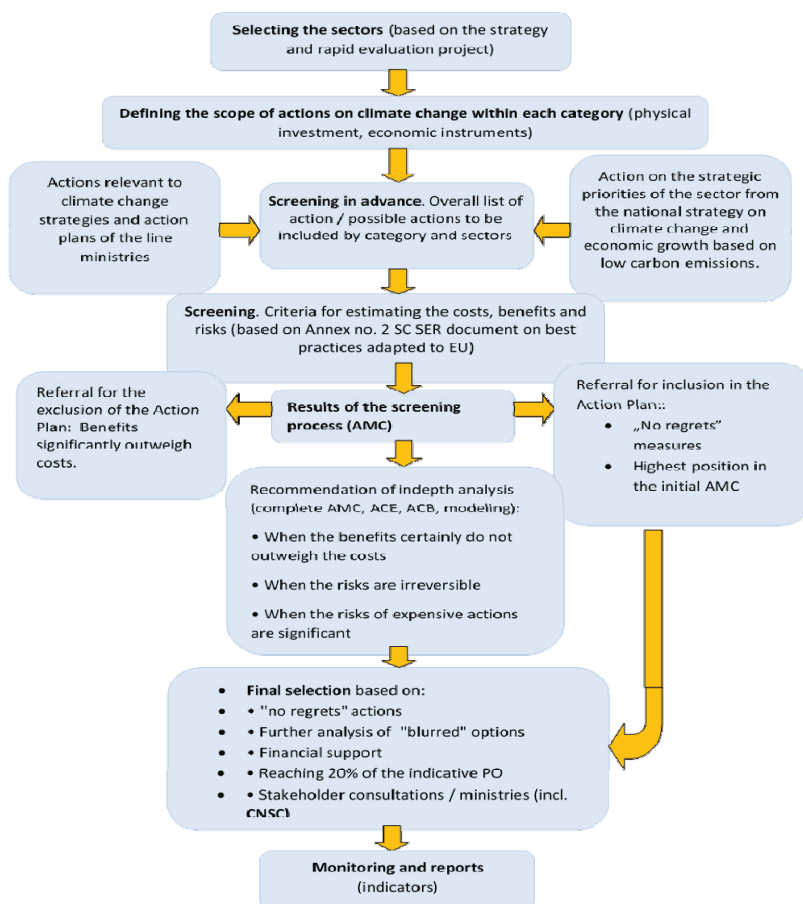 Selecting the sectors (based on the strategy
and rapid evaluation project)
Defining the scope of actions on climate change within each category (physical
investment, economic instruments)
Actions relevant to
climate change
strategies and action
plans of the line
ministries
Screening in advance. Overall list of
action / possible actions to be
included by category and sectors
Action on the strategic
priorities of the sector from
the national strategy on
climate change and
economic growth based on
low carbon emissions.
Screening. Criteria for estimating the costs, benefits and
risks (based on Annex no. 2 SC SER document on best
practices adapted to EU)
Referral for the
exclusion of the Action
Plan: Benefits
significantly outweigh
costs.
Results of the screening
process (AMC)
Referral for inclusion in the
Action Plan::
• „No regrets”
measures
• Highest position in
the initial AMC
Recommendation of indepth analysis
(complete AMC, ACE, ACB, modeling):
• When the benefits certainly do not
outweigh the costs
• When the risks are irreversible
• When the risks of expensive actions
are significant
• Final selection based on:
• • "no regrets" actions
• • Further analysis of "blurred" options
• • Financial support
• • Reaching 20% of the indicative PO
• • Stakeholder consultations / ministries (incl.
CNSC)
Monitoring and reports
(indicators)